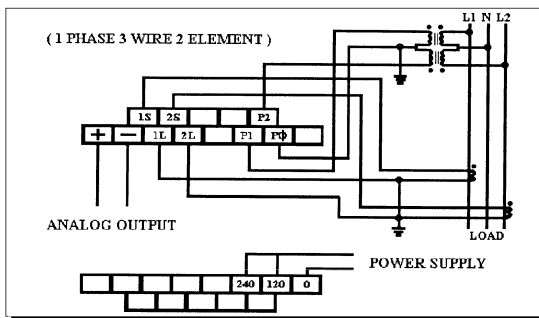 L1 N L2
( 1 PHASE 3 WIRE 2 ELEMENT )
1S 2S P2
+ − 1L 2L P1 PΦ
ANALOG OUTPUT
LOAD
POWER SUPPLY
240 120 0